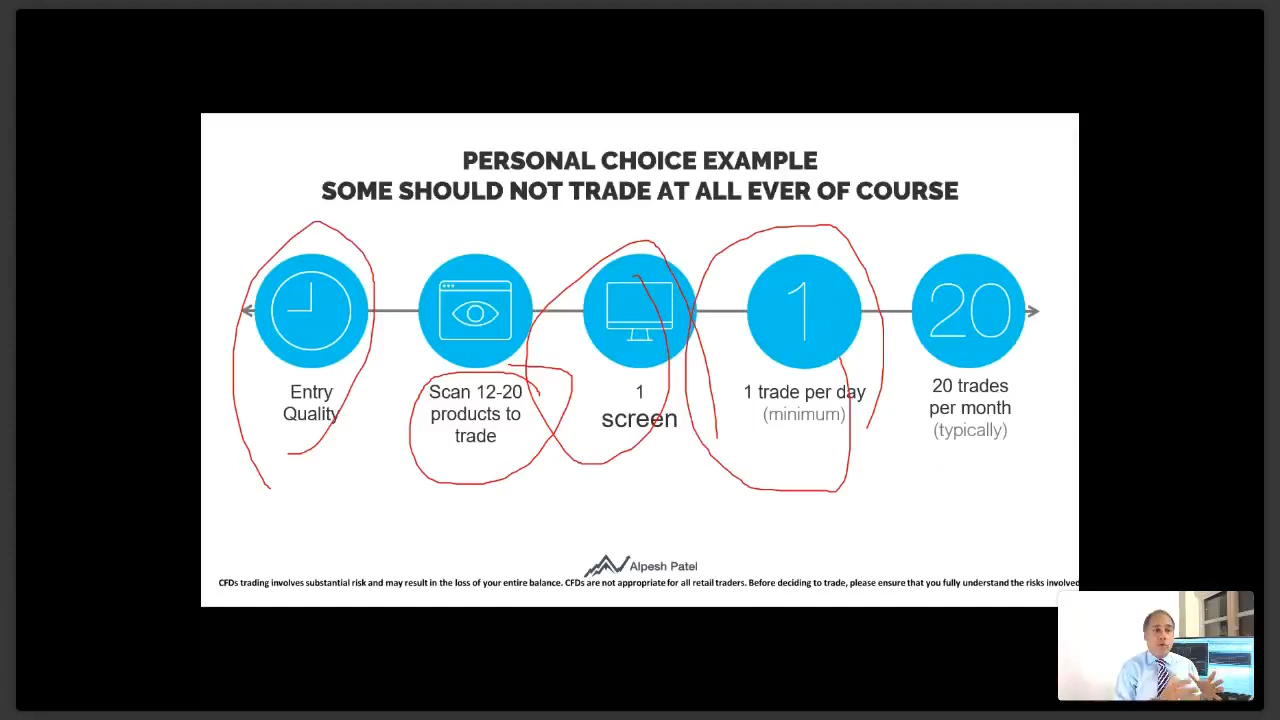 PERSONAL CHOICE EXAMPLE
SOME SHOULD NOT TRADE AT ALL EVER OF COURSE
1
20
Entry
Quality
Scan 12-20
products to
trade
1
screen
1 trade per day
(minimum)
20 trades
per month
(typically)
Alpesh Patel
CFDs trading involves substantial risk and may result in the loss of your entire balance. CFDs are not appropriate for all retail traders. Before deciding to trade, please ensure that you fully understand the risks involved